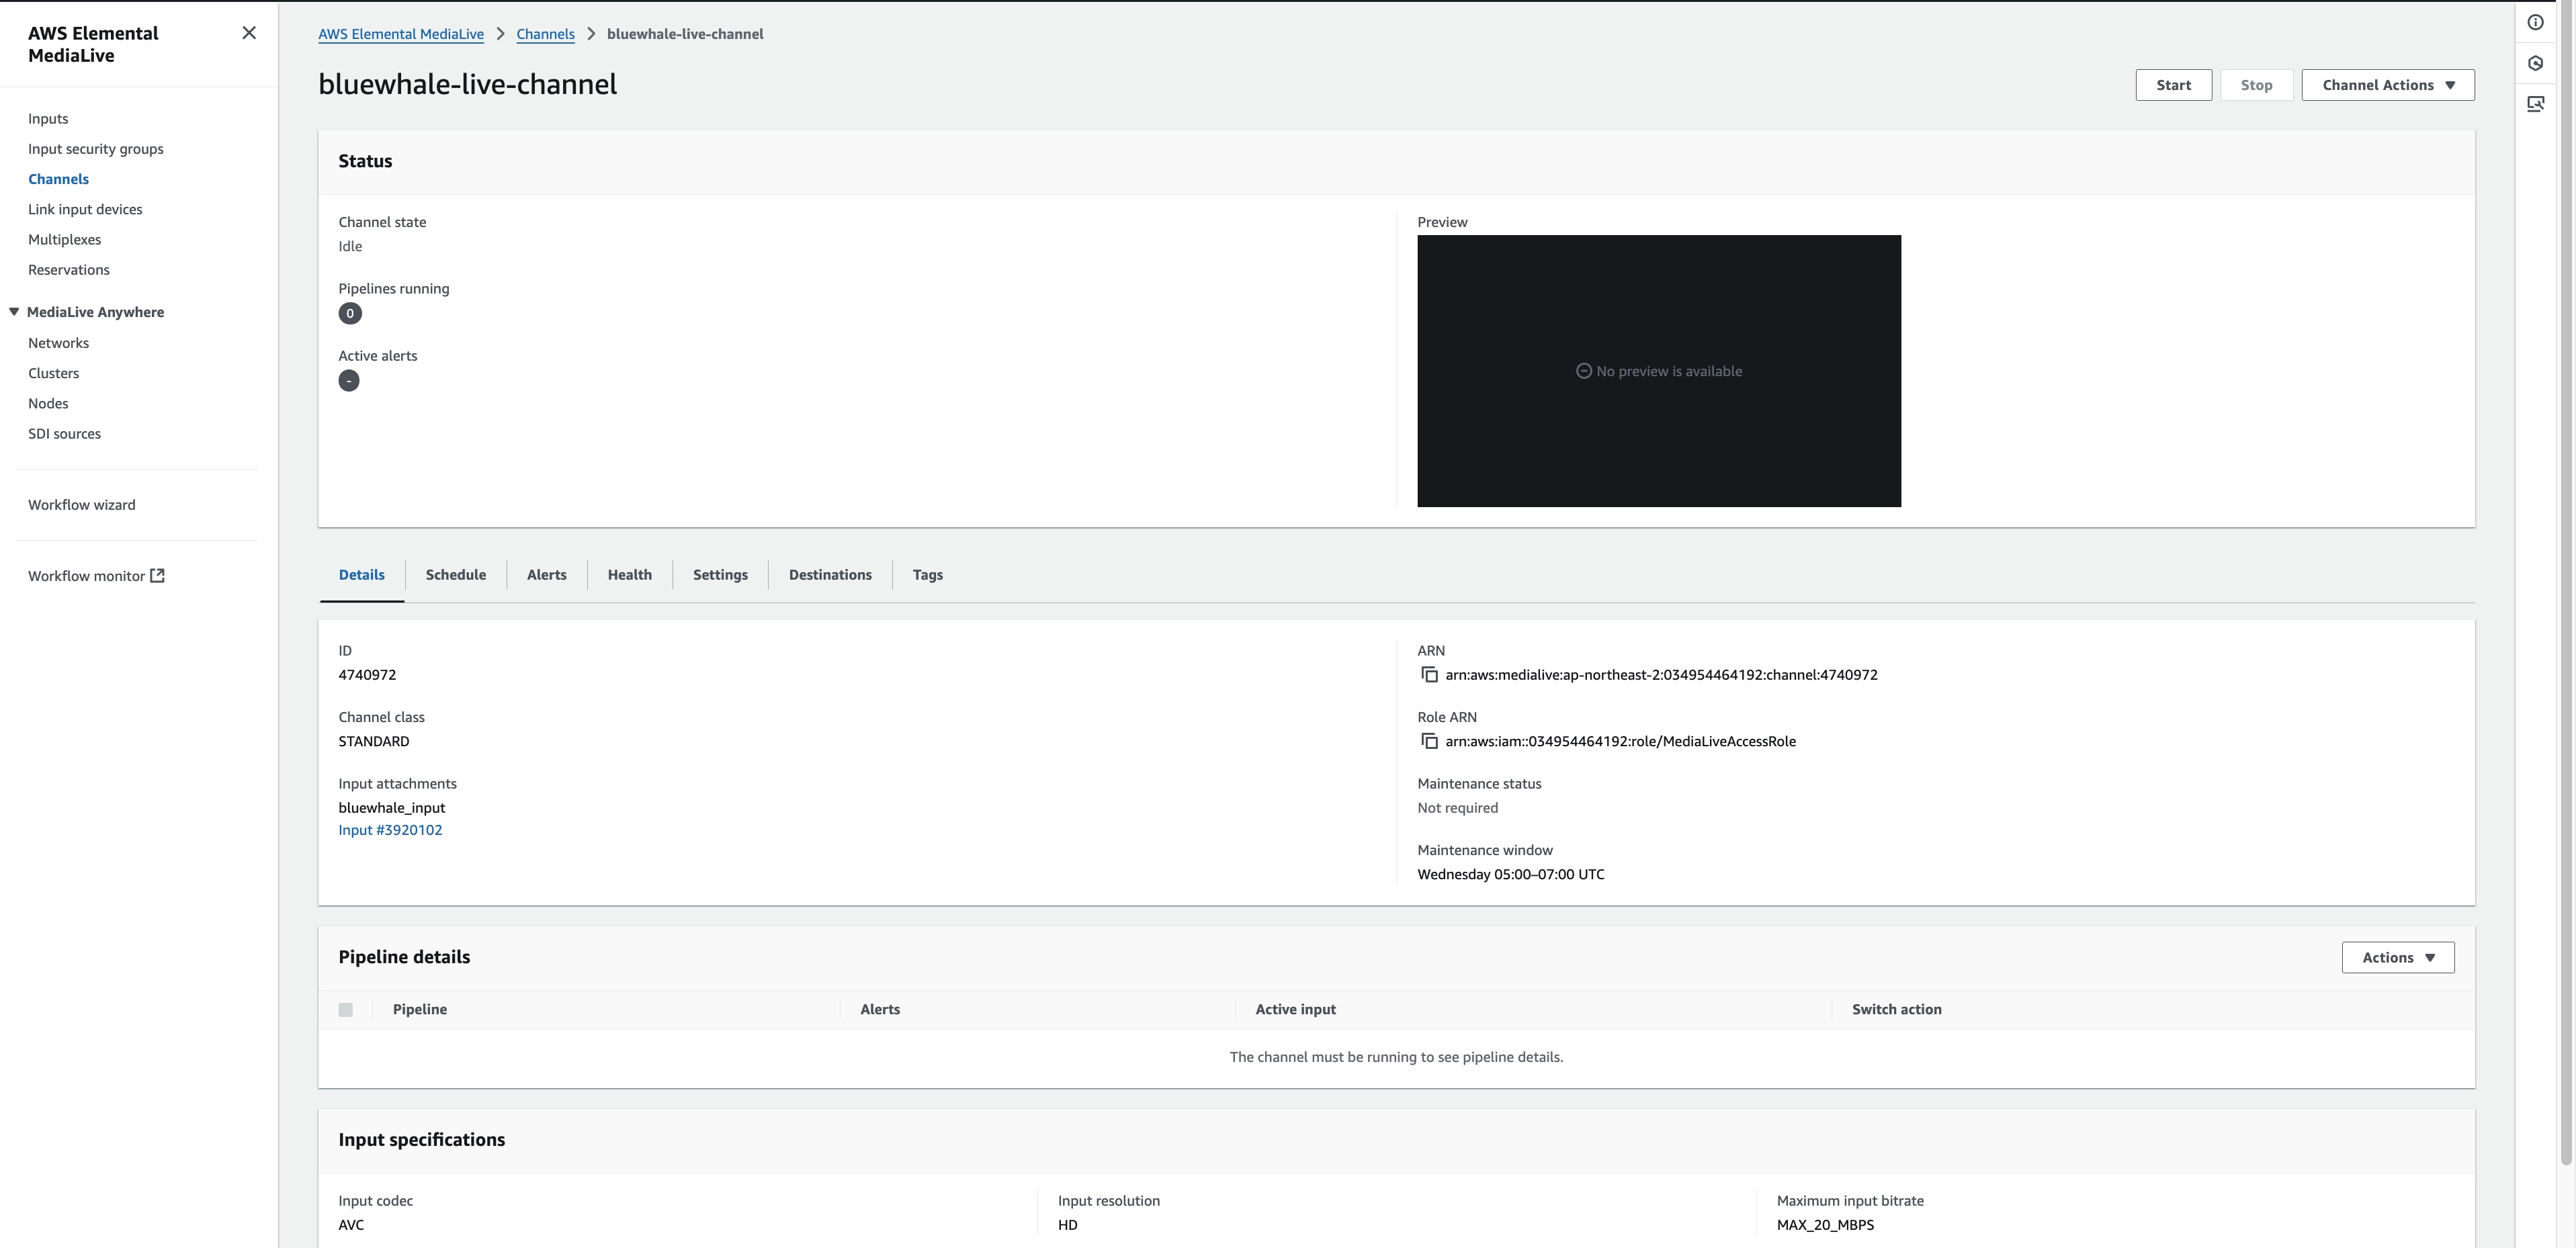 AWS Elemental
MediaLive
Inputs
Input security groups
Channels
Link input devices
Multiplexes
Reservations
MediaLive Anywhere
Networks
Clusters
Nodes
SDI sources
Workflow wizard
Workflow monitor
AWS Elemental MediaLive > Channels > bluewhale-live-channel
bluewhale-live-channel
Start Stop Channel Actions
Status
Channel state
Idle
Pipelines running
0
Active alerts
-
Preview
No preview is available
Details Schedule Alerts Health Settings Destinations Tags
ID
4740972
Channel class
STANDARD
Input attachments
bluewhale_input
Input #3920102
ARN
arn:aws:medialive:ap-northeast-2:034954464192:channel:4740972
Role ARN
arn:aws:iam::034954464192:role/MediaLiveAccessRole
Maintenance status
Not required
Maintenance window
Wednesday 05:00–07:00 UTC
Pipeline details
Actions
Pipeline Alerts Active input Switch action
The channel must be running to see pipeline details.
Input specifications
Input codec
AVC
Input resolution
HD
Maximum input bitrate
MAX_20_MBPS